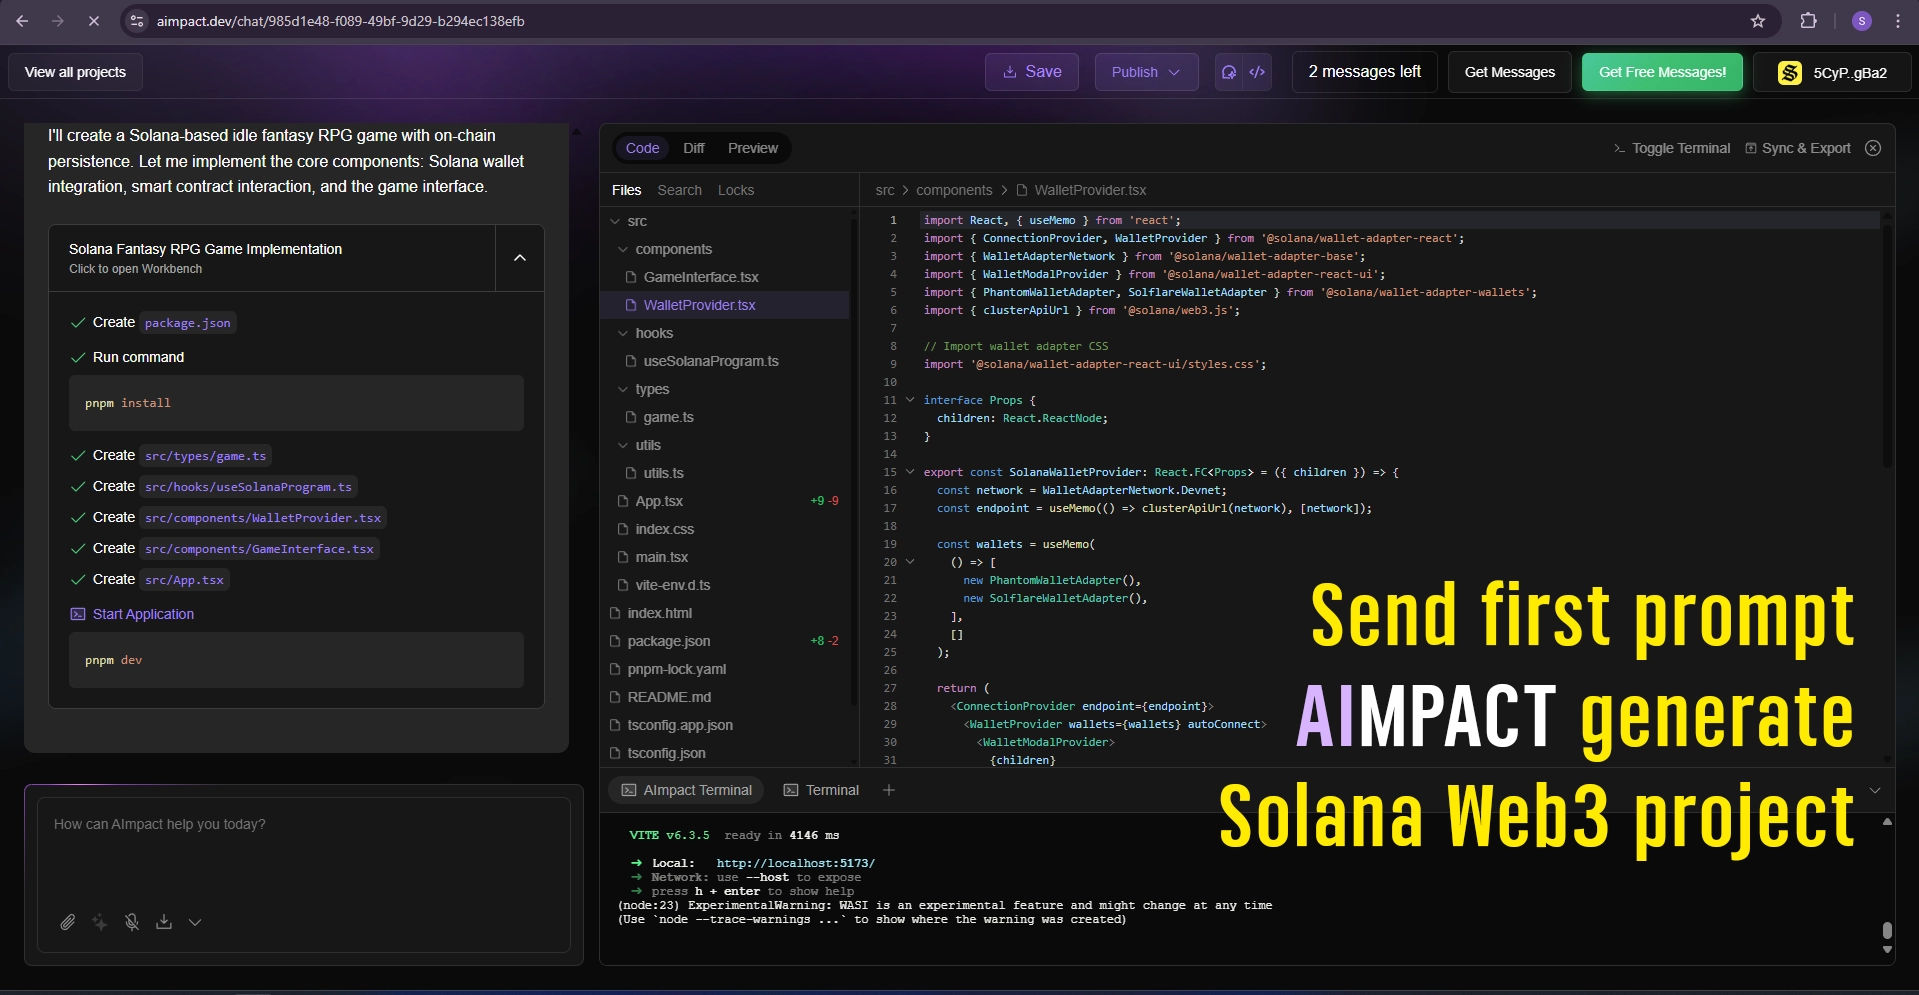 aimpact.dev/chat/985d1e48-f089-49bf-9d29-b294ec138efb
S
View all projects
Save
Publish
2 messages left
Get Messages
Get Free Messages!
5CyP..gBa2
I'll create a Solana-based idle fantasy RPG game with on-chain
persistence. Let me implement the core components: Solana wallet
integration, smart contract interaction, and the game interface.
Solana Fantasy RPG Game Implementation
Click to open Workbench
Create package.json
Run command
pnpm install
Create src/types/game.ts
Create src/hooks/useSolanaProgram.ts
Create src/components/WalletProvider.tsx
Create src/components/GameInterface.tsx
Create src/App.tsx
Start Application
pnpm dev
How can AImpact help you today?
Code Diff Preview
Toggle Terminal Sync & Export
Files Search Locks
src
components
GameInterface.tsx
WalletProvider.tsx
hooks
useSolanaProgram.ts
types
game.ts
utils
utils.ts
App.tsx +9 -9
index.css
main.tsx
vite-env.d.ts
index.html
package.json +8 -2
pnpm-lock.yaml
README.md
tsconfig.app.json
tsconfig.json
src > components > WalletProvider.tsx
1 import React, { useMemo } from 'react';
2 import { ConnectionProvider, WalletProvider } from '@solana/wallet-adapter-react';
3 import { WalletAdapterNetwork } from '@solana/wallet-adapter-base';
4 import { WalletModalProvider } from '@solana/wallet-adapter-react-ui';
5 import { PhantomWalletAdapter, SolflareWalletAdapter } from '@solana/wallet-adapter-wallets';
6 import { clusterApiUrl } from '@solana/web3.js';
7
8 // Import wallet adapter CSS
9 import '@solana/wallet-adapter-react-ui/styles.css';
10
11 interface Props {
12 children: React.ReactNode;
13 }
14
15 export const SolanaWalletProvider: React.FC<Props> = ({ children }) => {
16 const network = WalletAdapterNetwork.Devnet;
17 const endpoint = useMemo(() => clusterApiUrl(network), [network]);
18
19 const wallets = useMemo(
20 () => [
21 new PhantomWalletAdapter(),
22 new SolflareWalletAdapter(),
23 ],
24 []
25 );
26
27 return (
28 <ConnectionProvider endpoint={endpoint}>
29 <WalletProvider wallets={wallets} autoConnect>
30 <WalletModalProvider>
31 {children}
Send first prompt
AIMPACT generate
Solana Web3 project
AImpact Terminal Terminal +
VITE v6.3.5 ready in 4146 ms
➜ Local: http://localhost:5173/
➜ Network: use --host to expose
➜ press h + enter to show help
(node:23) ExperimentalWarning: WASI is an experimental feature and might change at any time
(Use `node --trace-warnings ...` to show where the warning was created)